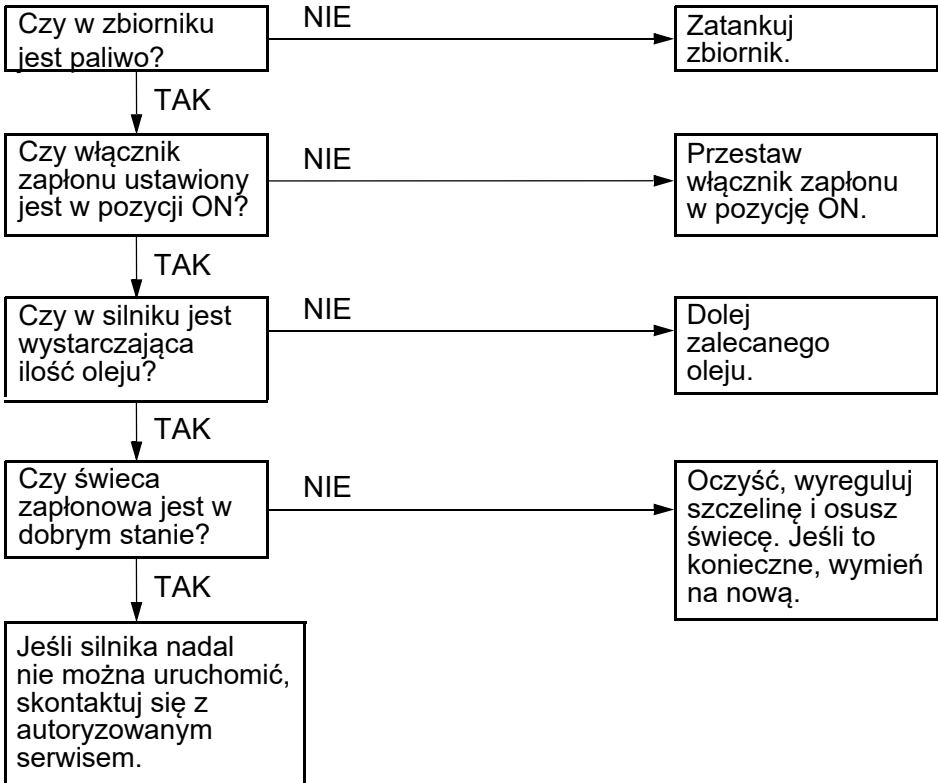 Czy w zbiorniku
jest paliwo?
NIE
Zatankuj
zbiornik.
TAK
Czy włącznik
zapłonu ustawiony
jest w pozycji ON?
NIE
Przestaw
włącznik zapłonu
w pozycję ON.
TAK
Czy w silniku jest
wystarczająca
ilość oleju?
NIE
Dolej
zalecanego
oleju.
TAK
Czy świeca
zapłonowa jest w
dobrym stanie?
NIE
Oczyść, wyreguluj
szczelinę i osusz
świecę. Jeśli to
konieczne, wymień
na nową.
TAK
Jeśli silnika nadal
nie można uruchomić,
skontaktuj się z
autoryzowanym
serwisem.